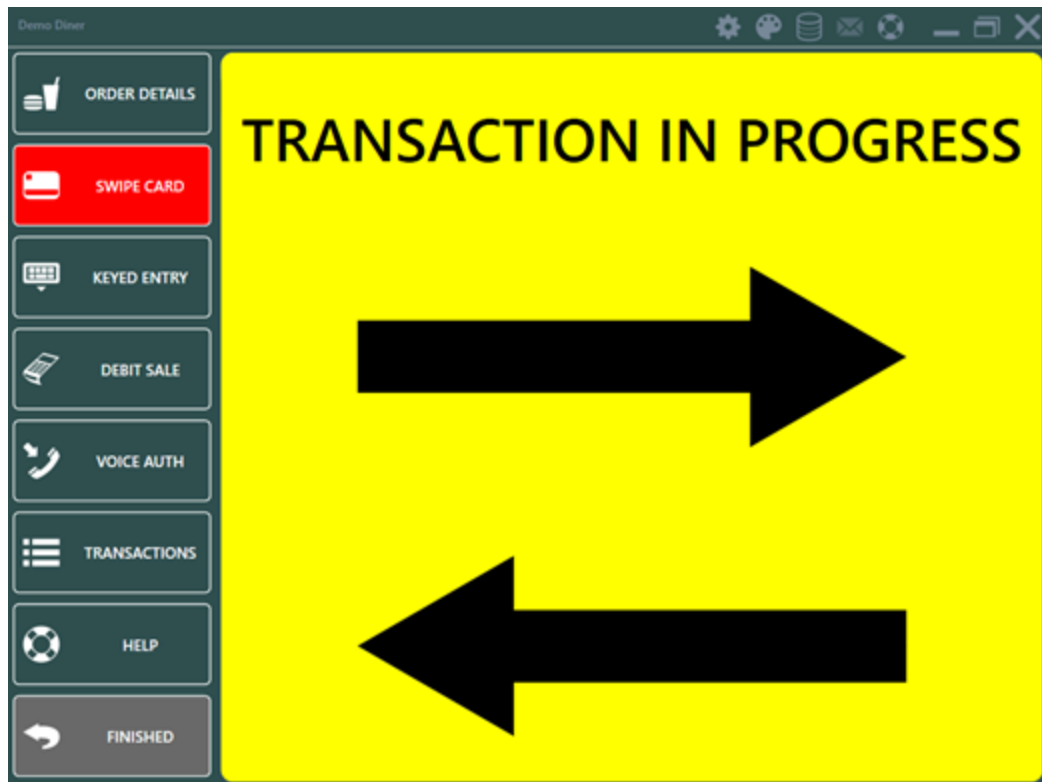 Demo Diner
ORDER DETAILS
TRANSACTION IN PROGRESS
SWIPE CARD
KEYED ENTRY
DEBIT SALE
VOICE AUTH
TRANSACTIONS
HELP
FINISHED